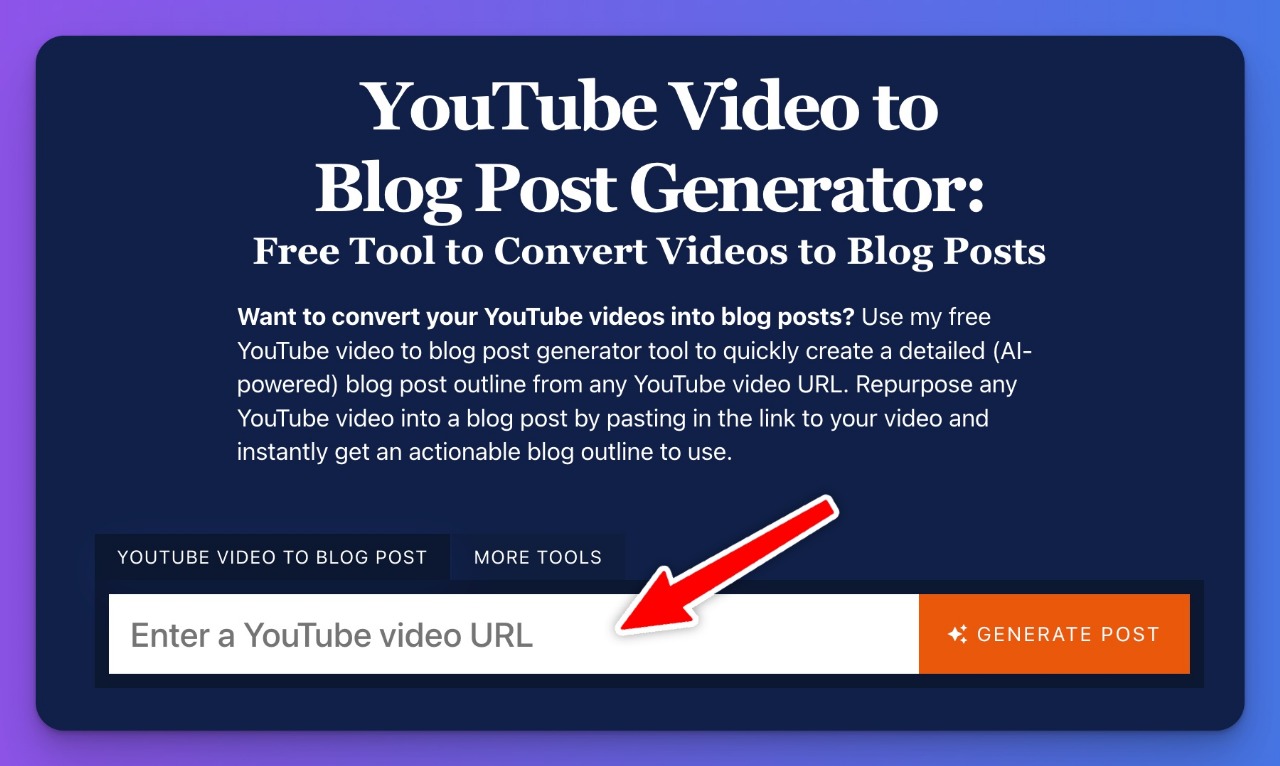 YouTube Video to
Blog Post Generator:
Free Tool to Convert Videos to Blog Posts
Want to convert your YouTube videos into blog posts? Use my free
YouTube video to blog post generator tool to quickly create a detailed (AI-
powered) blog post outline from any YouTube video URL. Repurpose any
YouTube video into a blog post by pasting in the link to your video and
instantly get an actionable blog outline to use.
YOUTUBE VIDEO TO BLOG POST
MORE TOOLS
Enter a YouTube video URL
GENERATE POST